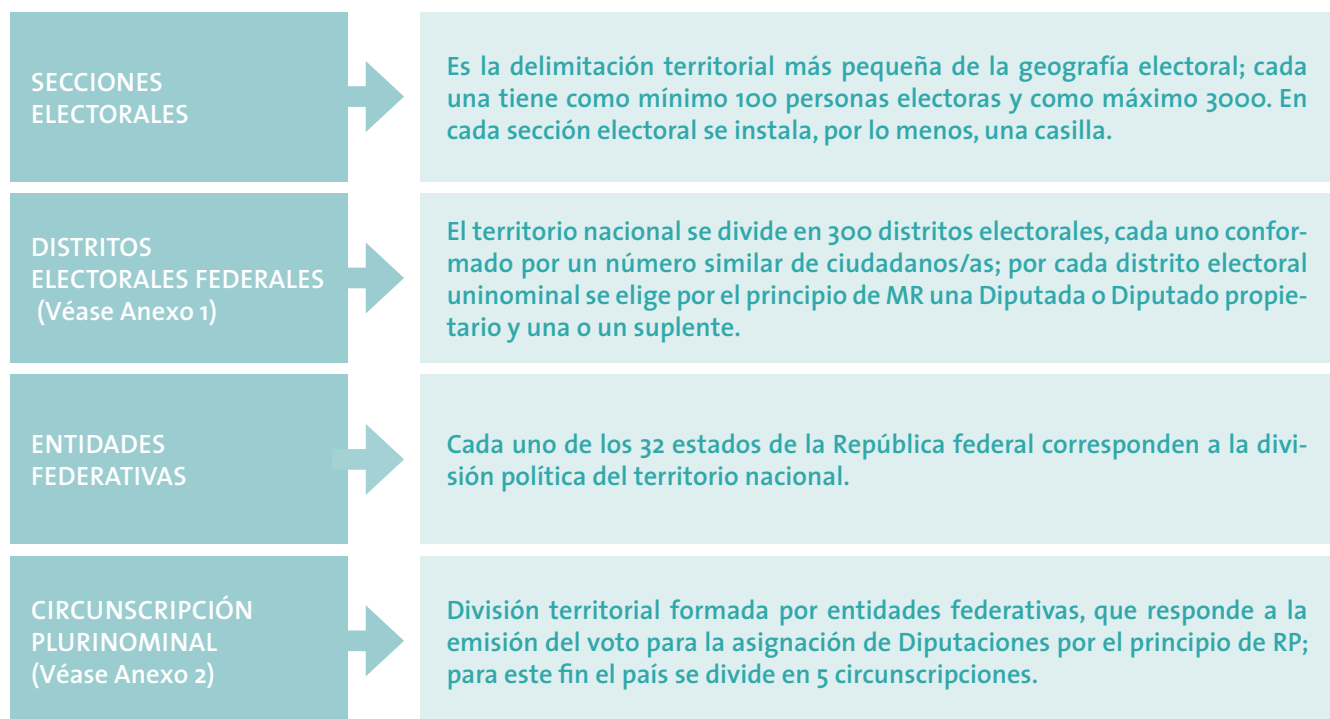 SECCIONES
ELECTORALES
Es la delimitación territorial más pequeña de la geografía electoral; cada
una tiene como mínimo 100 personas electoras y como máximo 3000. En
cada sección electoral se instala, por lo menos, una casilla.
DISTRITOS
ELECTORALES FEDERALES
(Véase Anexo 1)
El territorio nacional se divide en 300 distritos electorales, cada uno confor-
mado por un número similar de ciudadanos/as; por cada distrito electoral
uninominal se elige por el principio de MR una Diputada o Diputado propie-
tario y una o un suplente.
ENTIDADES
FEDERATIVAS
Cada uno de los 32 estados de la República federal corresponden a la divi-
sión política del territorio nacional.
CIRCUNSCRIPCIÓN
PLURINOMINAL
(Véase Anexo 2)
División territorial formada por entidades federativas, que responde a la
emisión del voto para la asignación de Diputaciones por el principio de RP;
para este fin el país se divide en 5 circunscripciones.